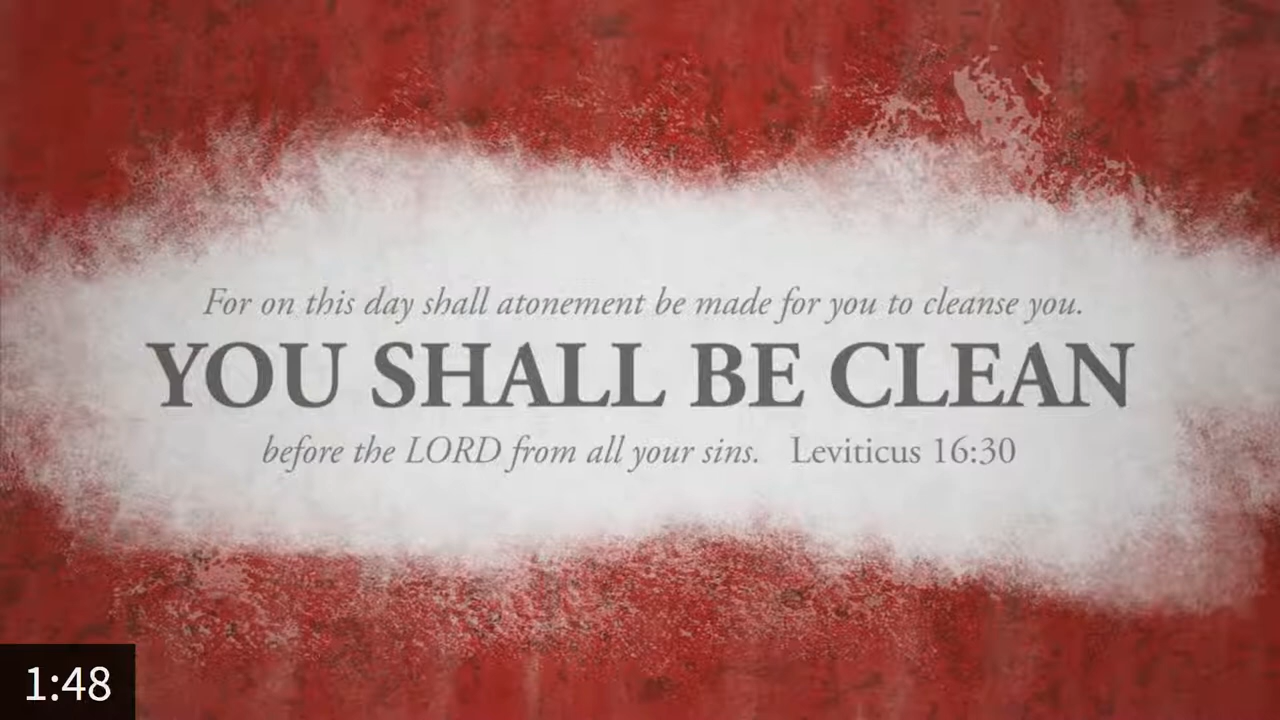 For on this day shall atonement be made for you to cleanse you.
YOU SHALL BE CLEAN
before the LORD from all your sins. Leviticus 16:30
1:48